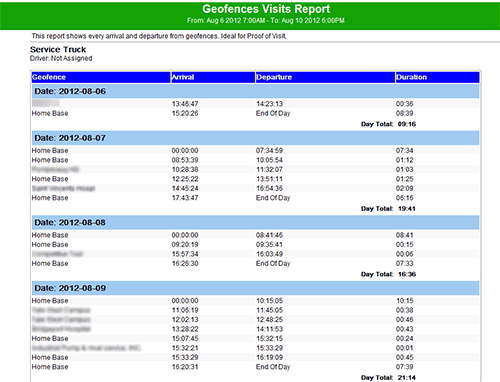 Geofences Visits Report
From: Aug 6 2012 7:00AM - To: Aug 10 2012 6:00PM
This report shows every arrival and departure from geofences. Ideal for Proof of Visit.
Service Truck
Driver: Not Assigned
Geofence Arrival Departure Duration
Date: 2012-08-06
13:46:47 14:23:13 00:36
Home Base 15:20:26 End Of Day 08:39
Day Total: 09:16
Date: 2012-08-07
Home Base 00:00:00 07:34:59 07:34
Home Base 08:53:39 10:05:54 01:12
10:28:38 11:32:07 01:03
Home Base 12:25:22 13:51:11 01:25
Saint Vincents Hospi 14:45:24 16:54:36 02:09
Home Base 17:43:47 End Of Day 06:16
Day Total: 19:41
Date: 2012-08-08
Home Base 00:00:00 08:41:46 08:41
Home Base 09:20:19 09:35:41 00:15
15:57:34 16:03:49 00:06
Home Base 16:26:30 End Of Day 07:33
Day Total: 16:36
Date: 2012-08-09
Home Base 00:00:00 10:15:05 10:15
11:06:19 11:45:05 00:38
12:02:13 12:48:25 00:46
13:28:22 14:11:53 00:43
Home Base 15:07:45 15:32:15 00:24
15:32:21 15:33:29 00:01
Home Base 15:33:29 16:19:09 00:45
Home Base 16:20:31 End Of Day 07:39
Day Total: 21:14